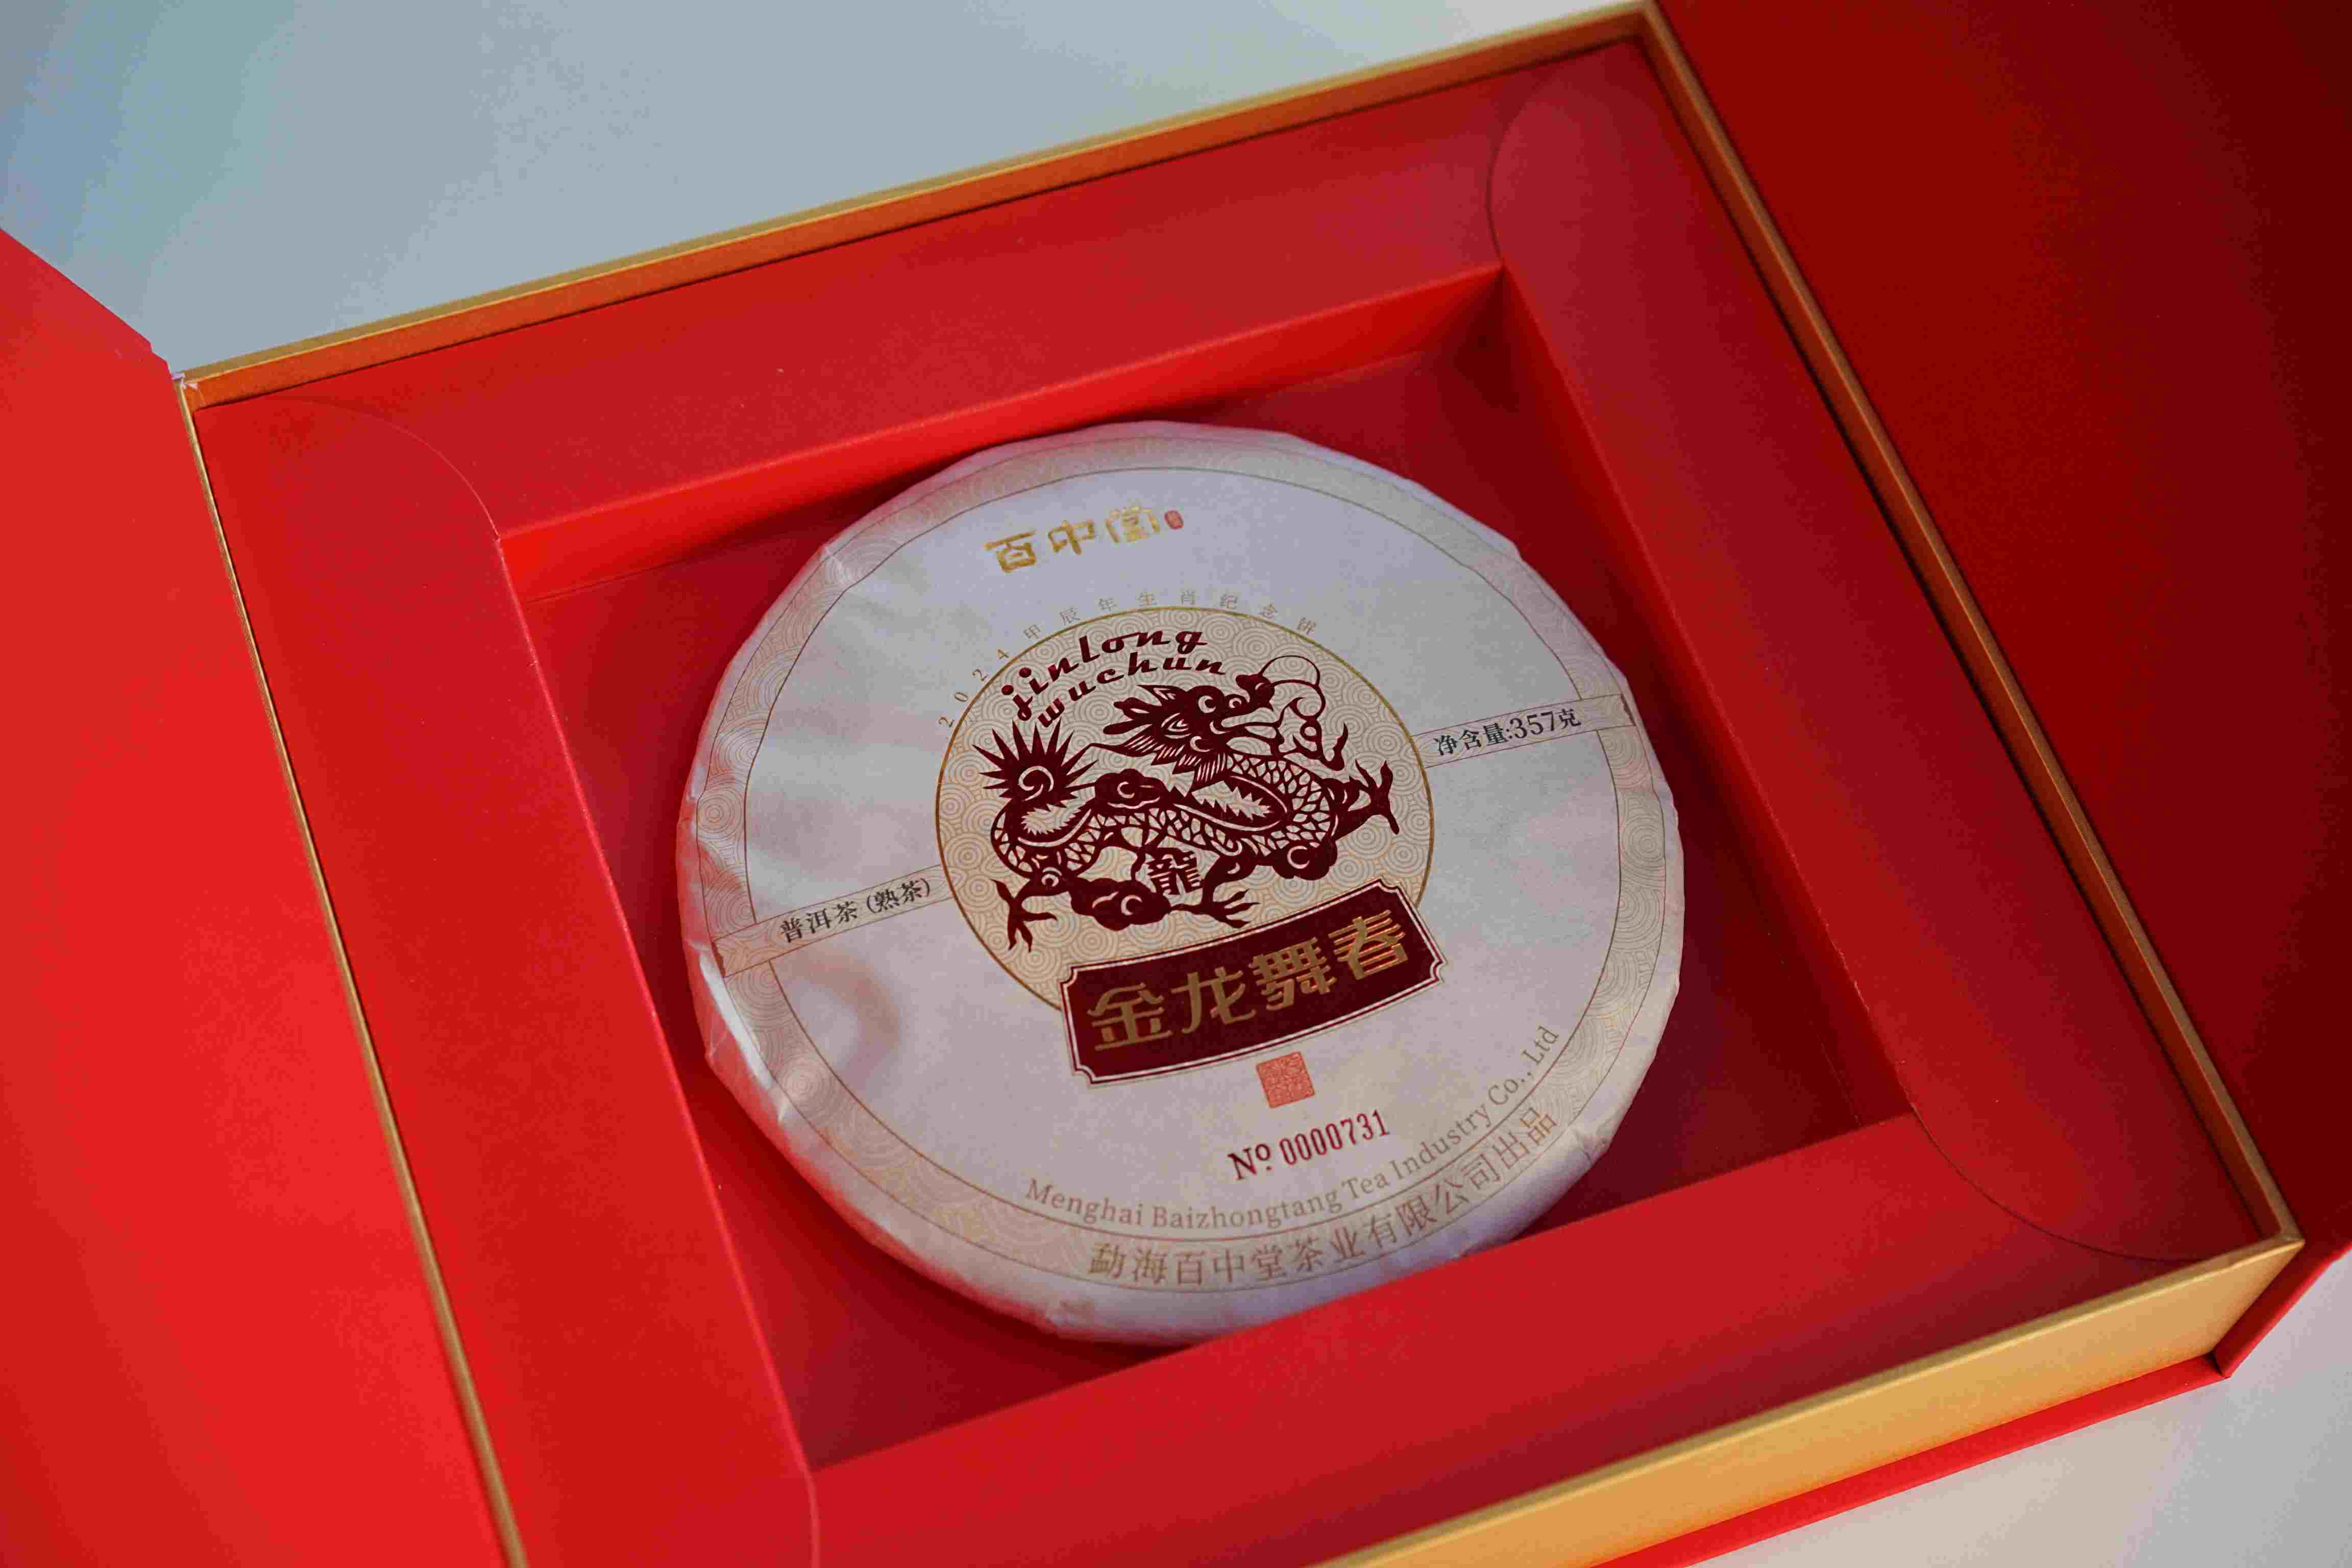 百中堂
2024甲辰年生肖纪念饼
jinlong
wuchun
净含量:357克
普洱茶(熟茶)
龍
金龙舞春
Nº 0000731
Menghai Baizhongtang Tea Industry Co., Ltd
勐海百中堂茶业有限公司出品